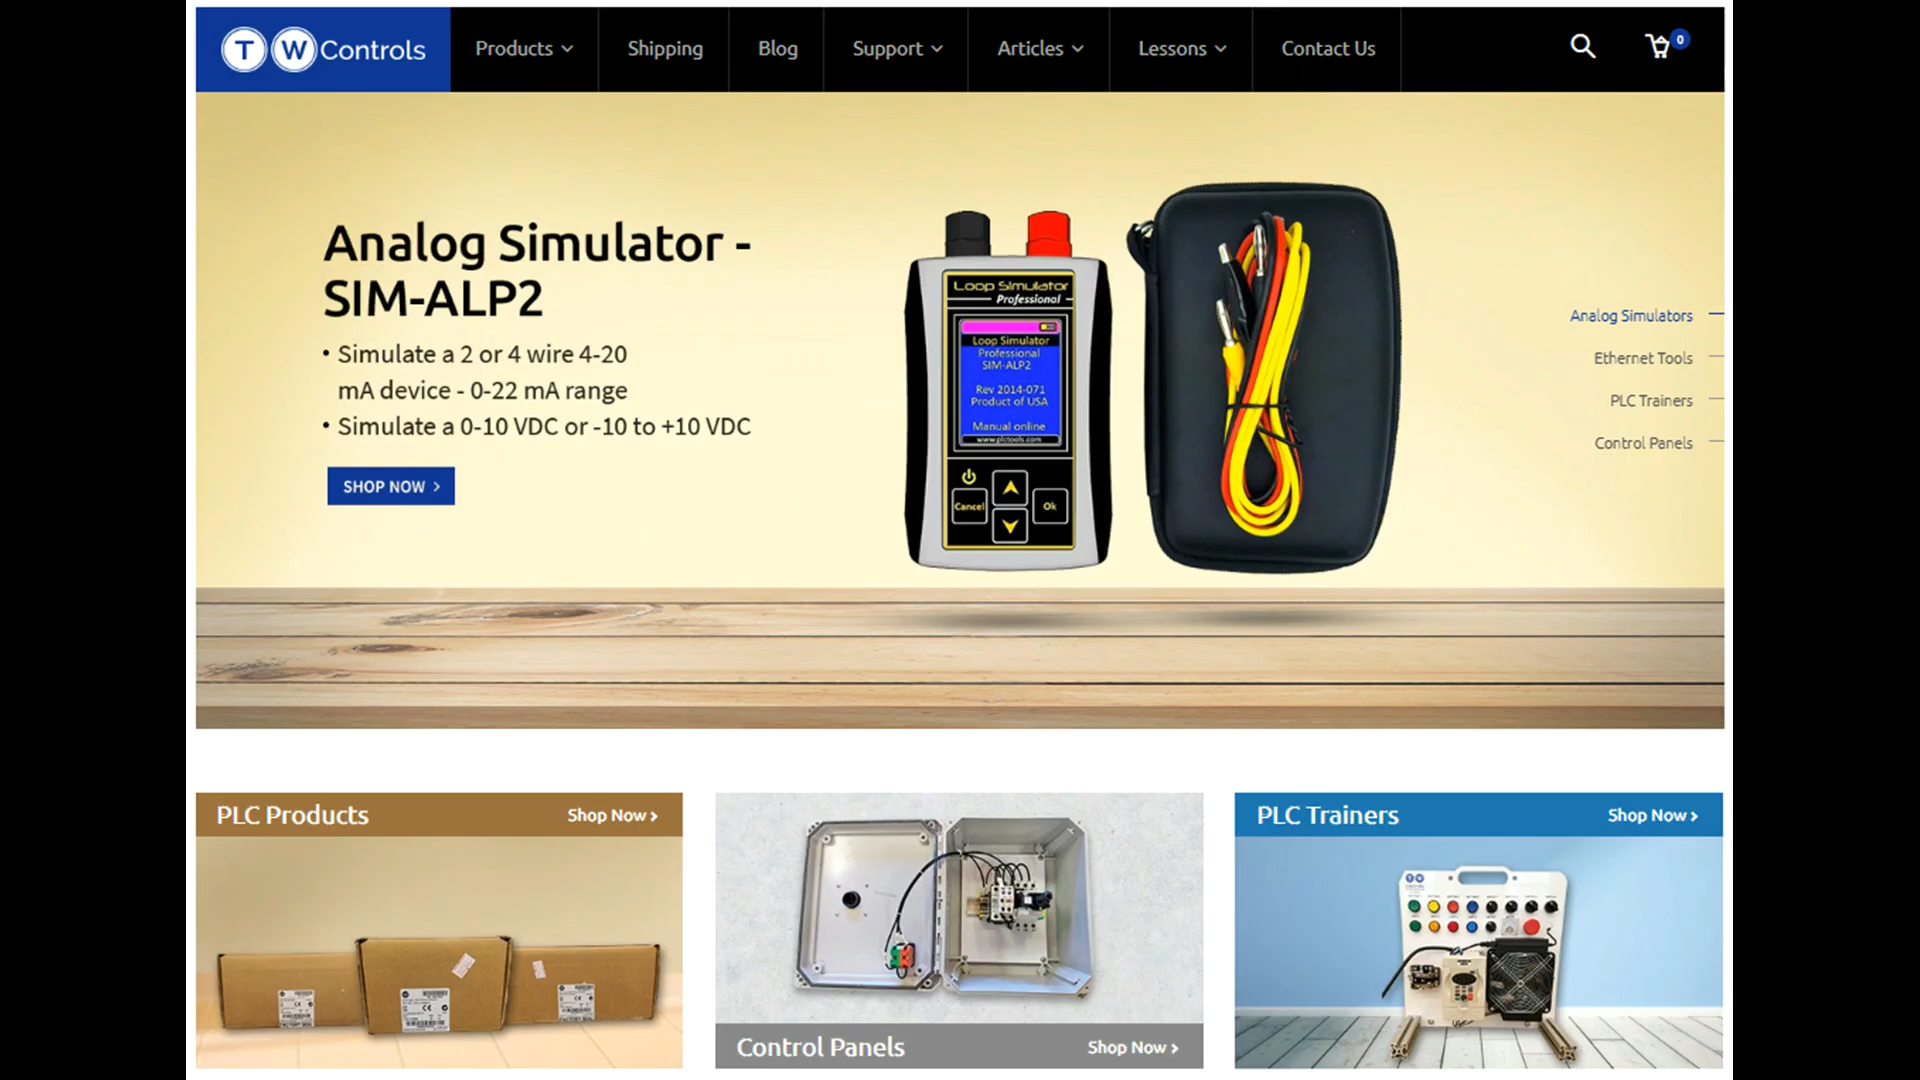 T W Controls
Products
Shipping
Blog
Support
Articles
Lessons
Contact Us
0
Analog Simulator -
SIM-ALP2
• Simulate a 2 or 4 wire 4-20
mA device - 0-22 mA range
• Simulate a 0-10 VDC or -10 to +10 VDC
SHOP NOW >
Loop Simulator
Professional
Loop Simulator
Professional
SIM-ALP2
Rev 2014-071
Product of USA
Manual online
www.plctools.com
Cancel
Ok
Analog Simulators
Ethernet Tools
PLC Trainers
Control Panels
PLC Products
Shop Now >
Control Panels
Shop Now >
PLC Trainers
Shop Now >
T W